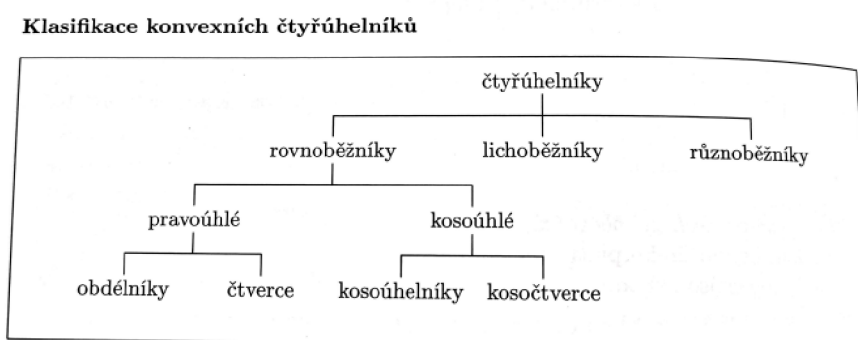 Klasifikace konvexních čtyřúhelníků
čtyřúhelníky
rovnoběžníky lichoběžníky různoběžníky
pravoúhlé kosoúhlé
obdélníky čtverce kosoúhelníky kosočtverce